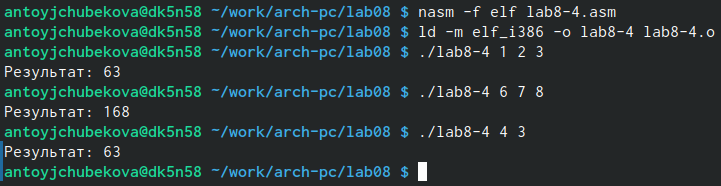 antoyjchubekova@dk5n58 ~/work/arch-pc/lab08 $ nasm -f elf lab8-4.asm
antoyjchubekova@dk5n58 ~/work/arch-pc/lab08 $ ld -m elf_i386 -o lab8-4 lab8-4.o
antoyjchubekova@dk5n58 ~/work/arch-pc/lab08 $ ./lab8-4 1 2 3
Результат: 63
antoyjchubekova@dk5n58 ~/work/arch-pc/lab08 $ ./lab8-4 6 7 8
Результат: 168
antoyjchubekova@dk5n58 ~/work/arch-pc/lab08 $ ./lab8-4 4 3
Результат: 63
antoyjchubekova@dk5n58 ~/work/arch-pc/lab08 $